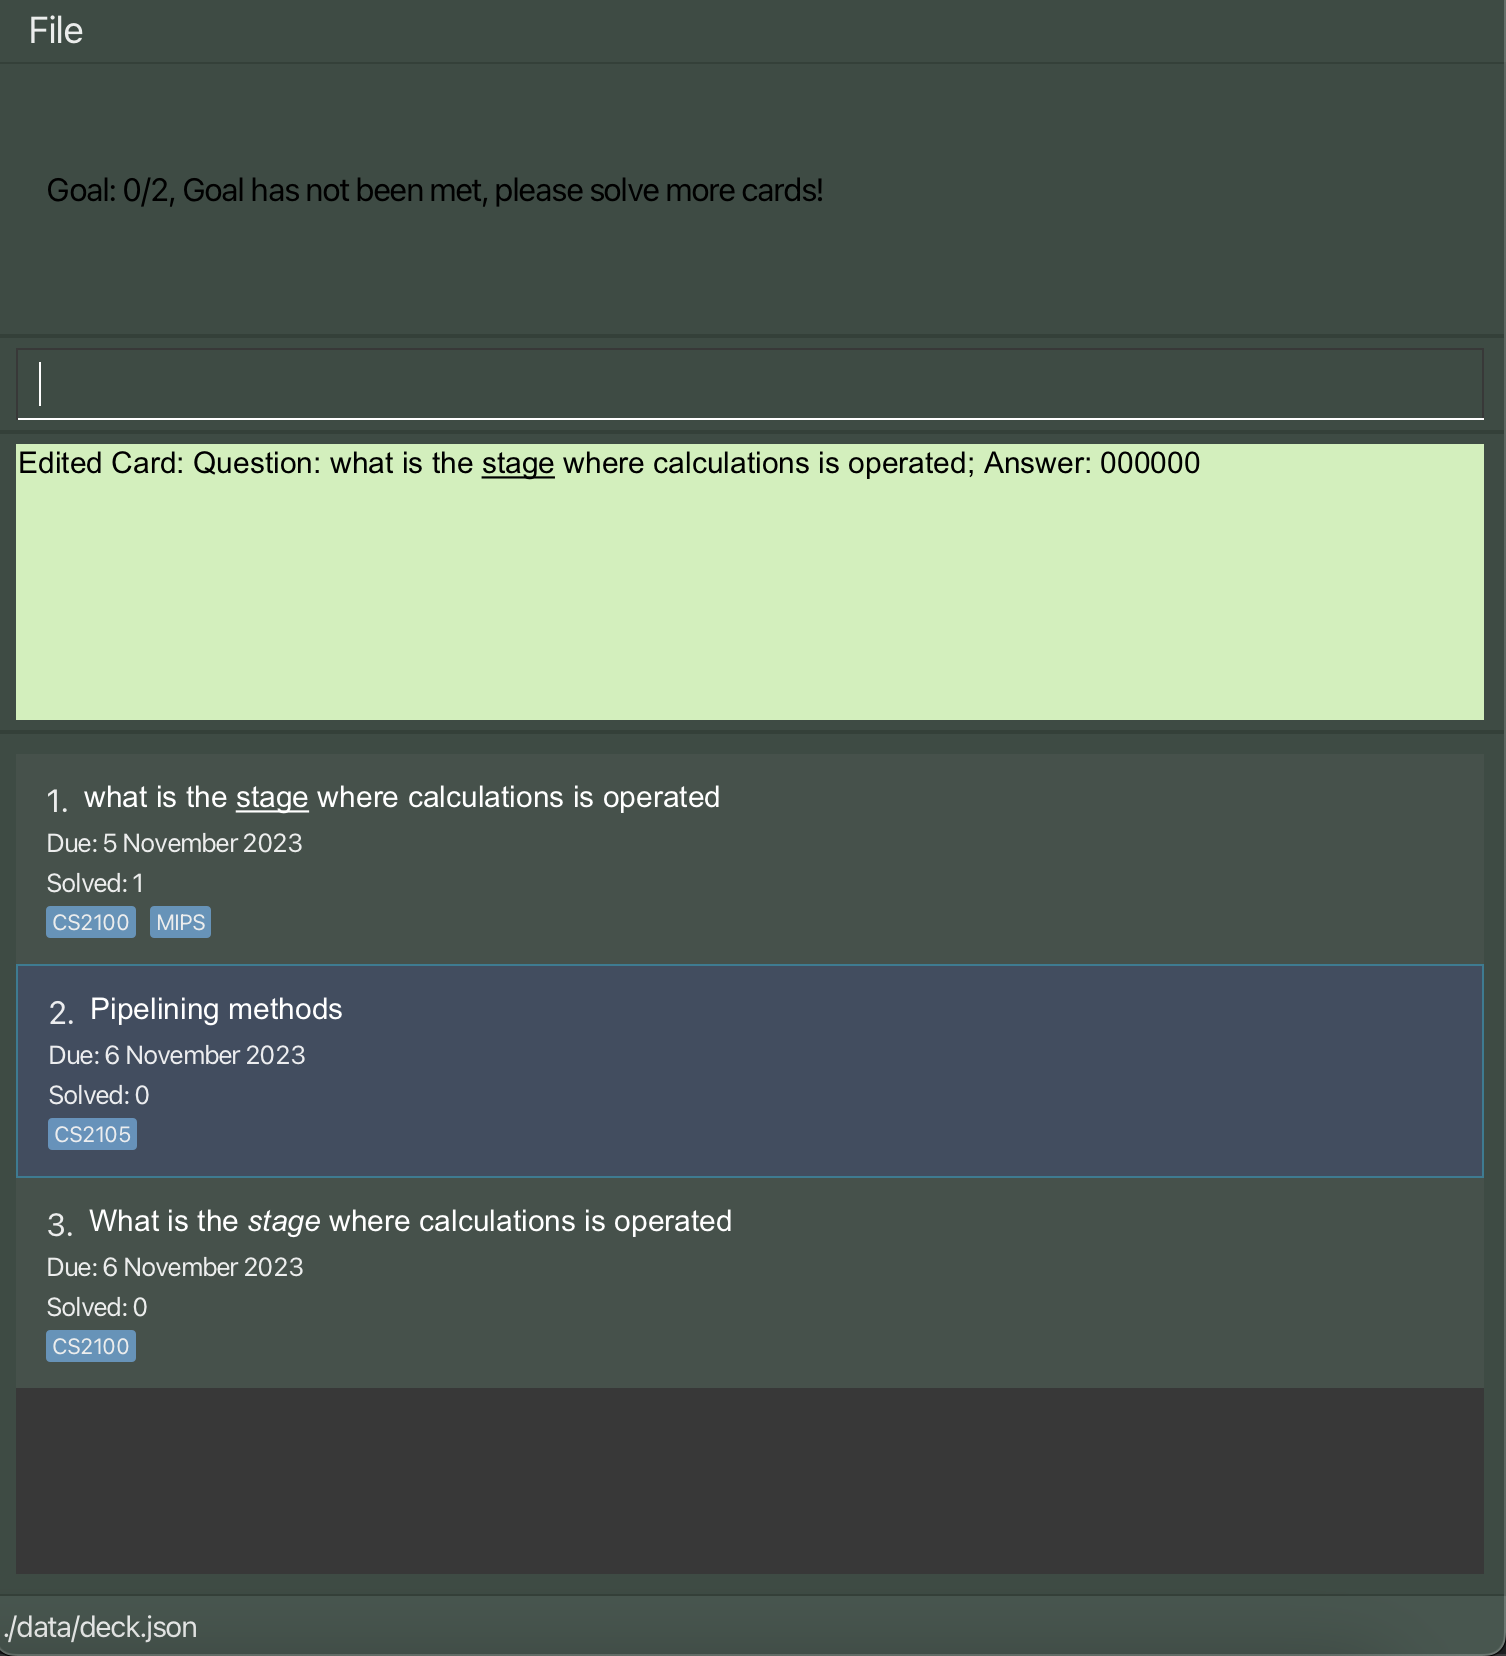 File
Goal: 0/2, Goal has not been met, please solve more cards!
Edited Card: Question: what is the stage where calculations is operated; Answer: 000000
1. what is the stage where calculations is operated
Due: 5 November 2023
Solved: 1
CS2100 MIPS
2. Pipelining methods
Due: 6 November 2023
Solved: 0
CS2105
3. What is the stage where calculations is operated
Due: 6 November 2023
Solved: 0
CS2100
./data/deck.json